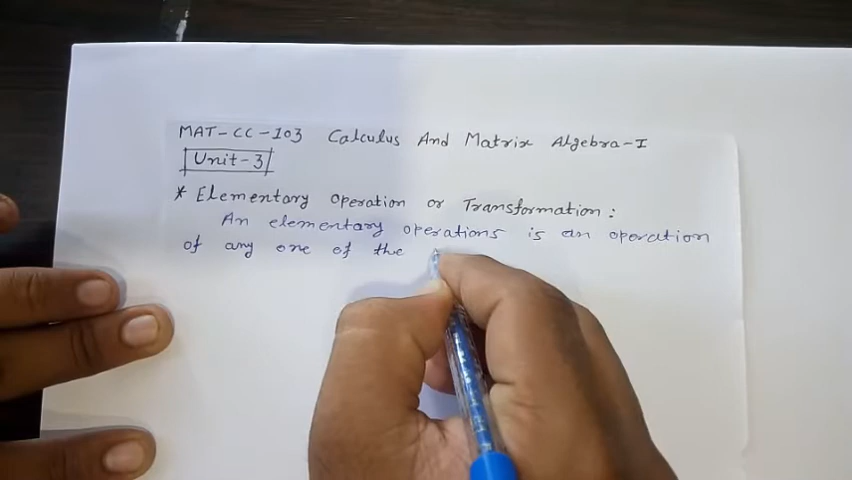 MAT-CC-103 Calculus And Matrix Algebra-I
Unit-3
* Elementary Operation or Transformation:
An elementary operations is an operation
of any one of the